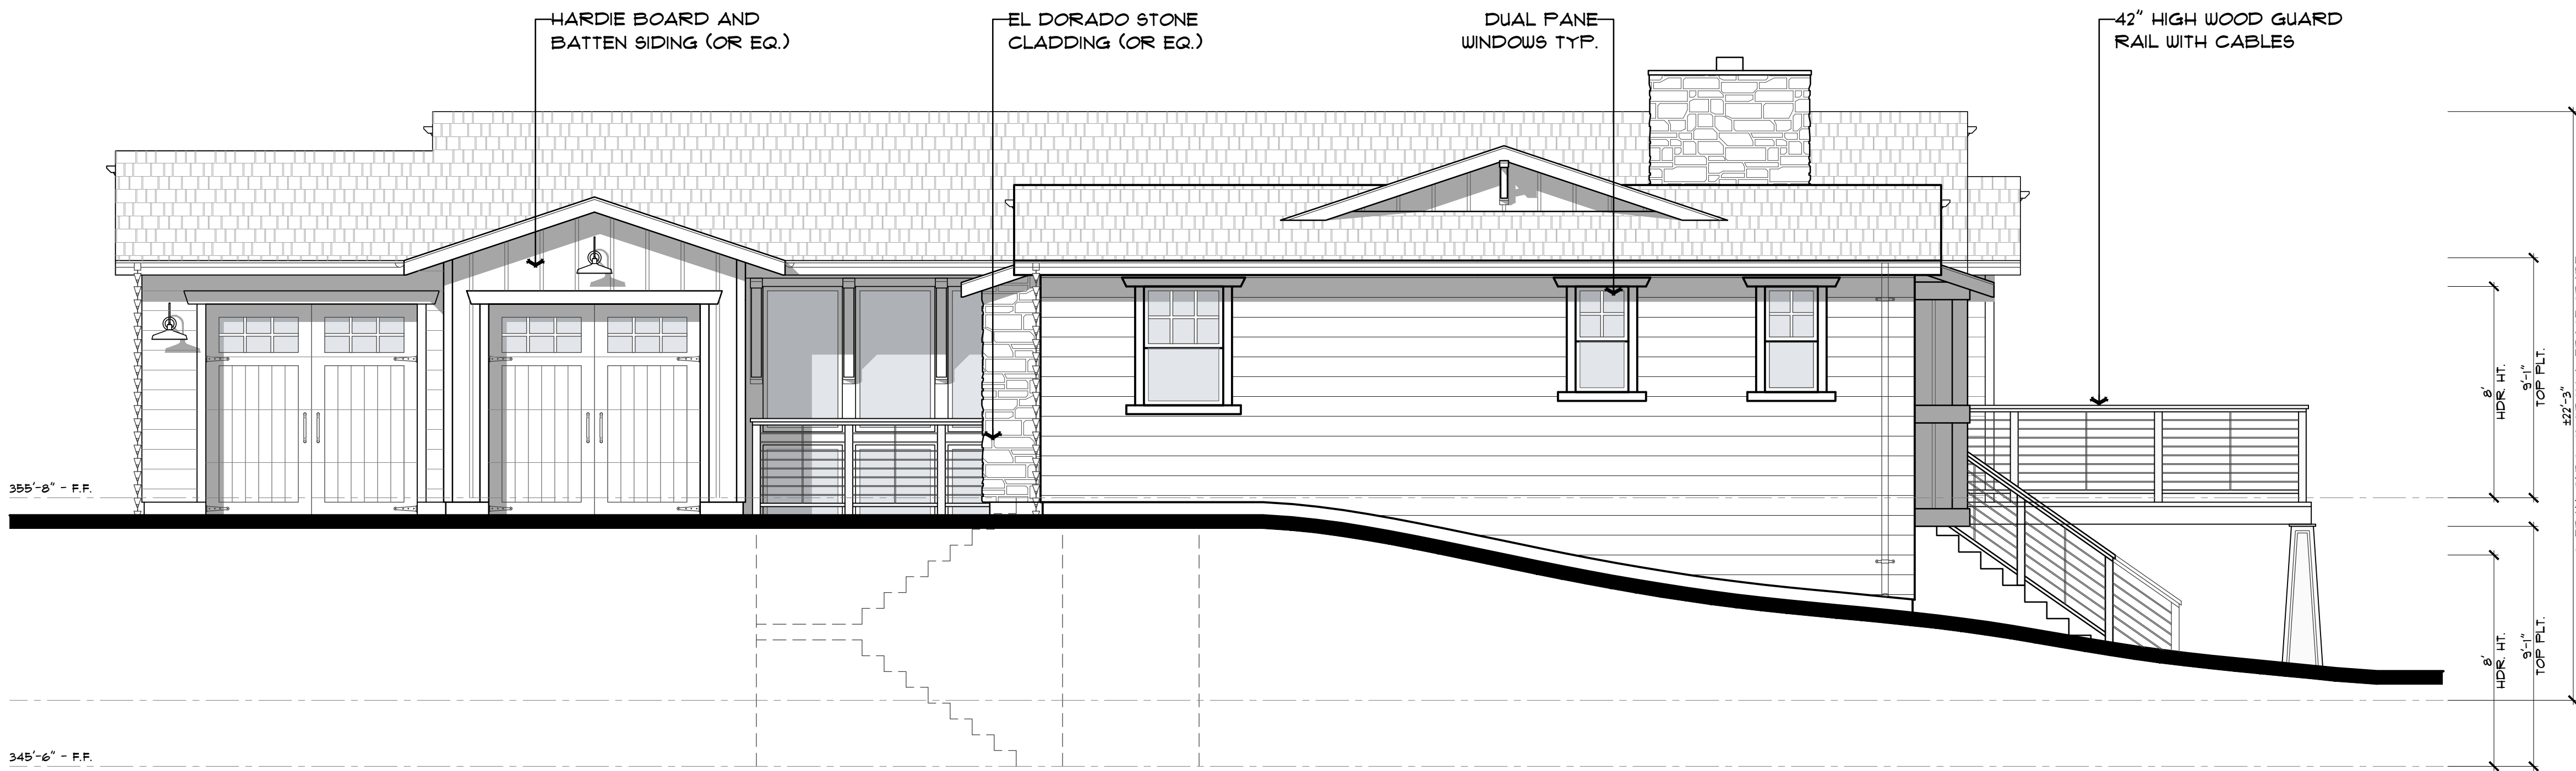 HARDIE BOARD AND
BATTEN SIDING (OR EQ.)
EL DORADO STONE
CLADDING (OR EQ.)
DUAL PANE
WINDOWS TYP.
42" HIGH WOOD GUARD
RAIL WITH CABLES
8'
HDR. HT.
9'-1"
TOP PLT.
±22'-3"
355'-8" - F.F.
8'
HDR. HT.
9'-1"
TOP PLT.
345'-6" - F.F.